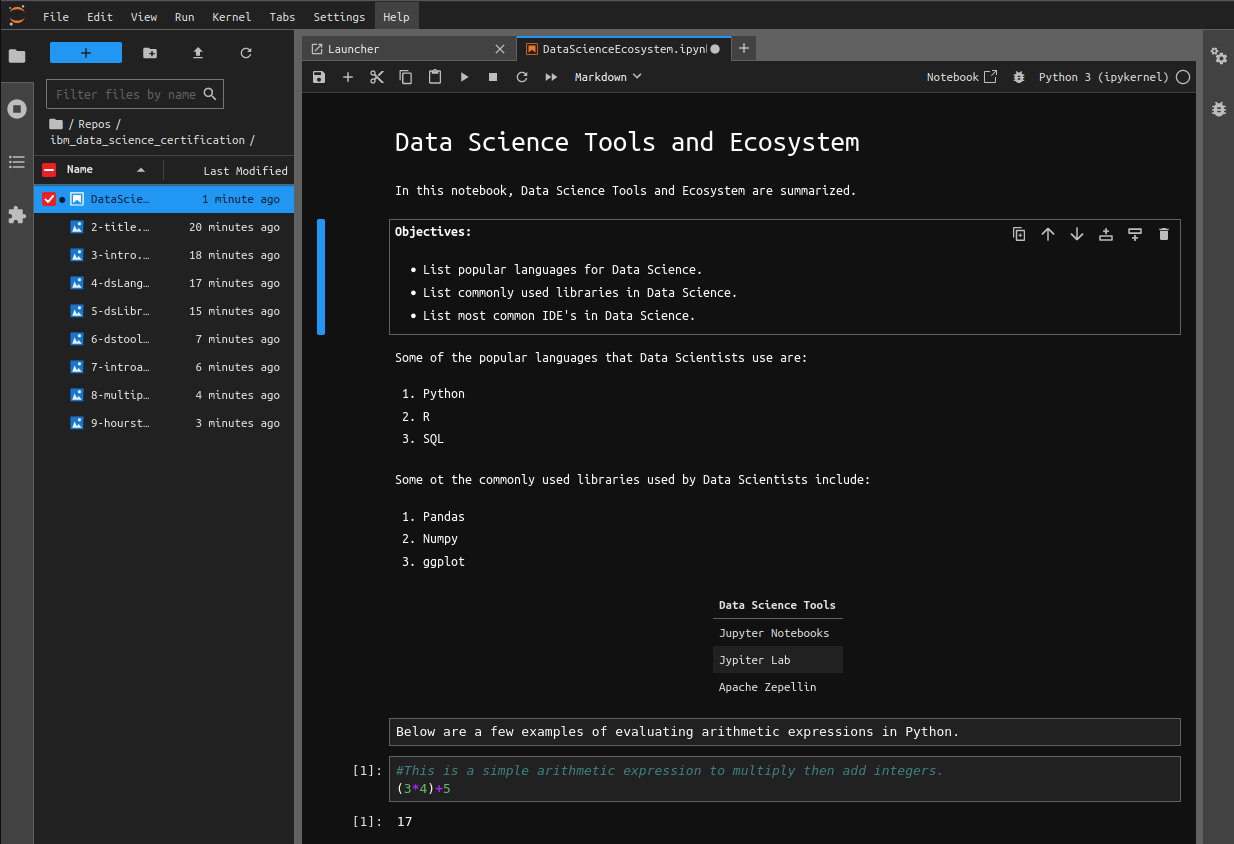 File Edit View Run Kernel Tabs Settings Help
Launcher
DataScienceEcosystem.ipynb
Markdown
Notebook
Python 3 (ipykernel)
Filter files by name
/ Repos /
ibm_data_science_certification /
Name Last Modified
DataScie… 1 minute ago
2-title.… 20 minutes ago
3-intro.… 18 minutes ago
4-dsLang… 17 minutes ago
5-dsLibr… 15 minutes ago
6-dstool… 7 minutes ago
7-introa… 6 minutes ago
8-multip… 4 minutes ago
9-hourst… 3 minutes ago
Data Science Tools and Ecosystem
In this notebook, Data Science Tools and Ecosystem are summarized.
Objectives:
• List popular languages for Data Science.
• List commonly used libraries in Data Science.
• List most common IDE's in Data Science.
Some of the popular languages that Data Scientists use are:
1. Python
2. R
3. SQL
Some ot the commonly used libraries used by Data Scientists include:
1. Pandas
2. Numpy
3. ggplot
Data Science Tools
Jupyter Notebooks
Jypiter Lab
Apache Zepellin
Below are a few examples of evaluating arithmetic expressions in Python.
[1]: #This is a simple arithmetic expression to multiply then add integers.
(3*4)+5
[1]: 17